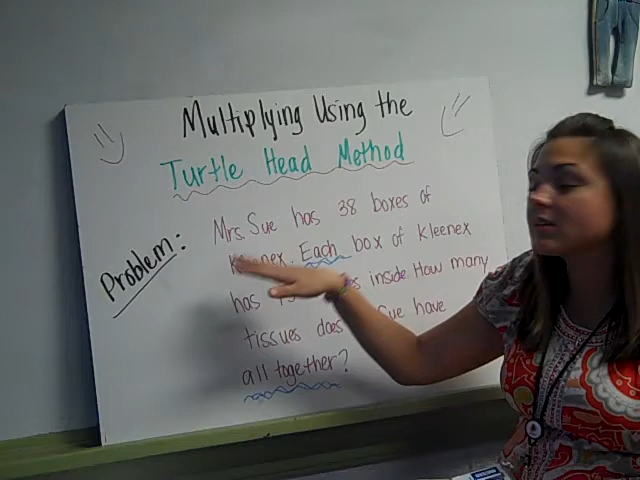 Multiplying Using the
Turtle Head Method
Problem:
Mrs. Sue has 38 boxes of
Kleenex. Each box of Kleenex
has inside How many
tissues does Sue have
all together?